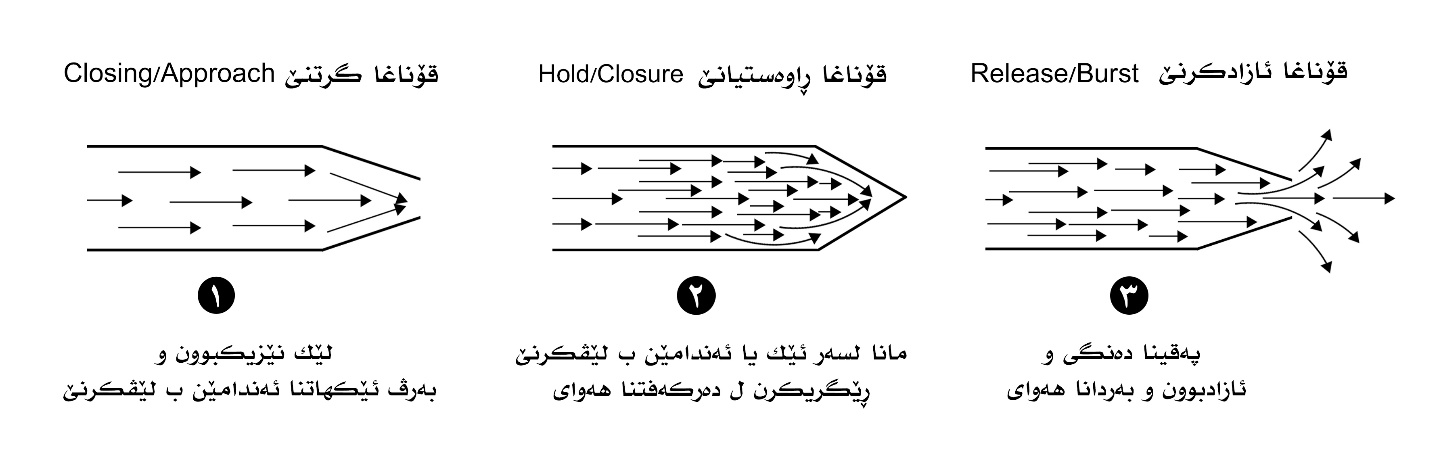 Closing/Approach قۆناغا گرتنێ
Hold/Closure قۆناغا ڕاوەستیانێ
Release/Burst قۆناغا ئازادکرنێ
١
٢
٣
لێك نێزیکبوون و
بەرڤ ئێکهاتنا ئەندامێن ب لێڤکرنێ
مانا لسەر ئێك یا ئەندامێن ب لێڤکرنێ
ڕێگریکرن ل دەرکەفتنا هەوای
پەقینا دەنگی و
ئازادبوون و بەردانا هەوای